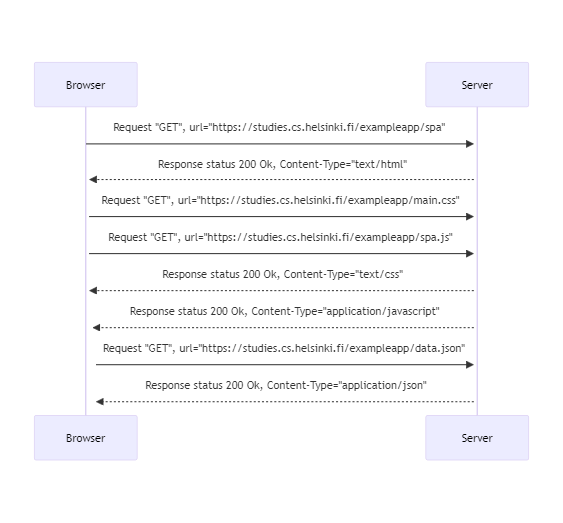 Browser
Server
Request "GET", url="https://studies.cs.helsinki.fi/exampleapp/spa"
Response status 200 Ok, Content-Type="text/html"
Request "GET", url="https://studies.cs.helsinki.fi/exampleapp/main.css"
Request "GET", url="https://studies.cs.helsinki.fi/exampleapp/spa.js"
Response status 200 Ok, Content-Type="text/css"
Response status 200 Ok, Content-Type="application/javascript"
Request "GET", url="https://studies.cs.helsinki.fi/exampleapp/data.json"
Response status 200 Ok, Content-Type="application/json"
Browser
Server